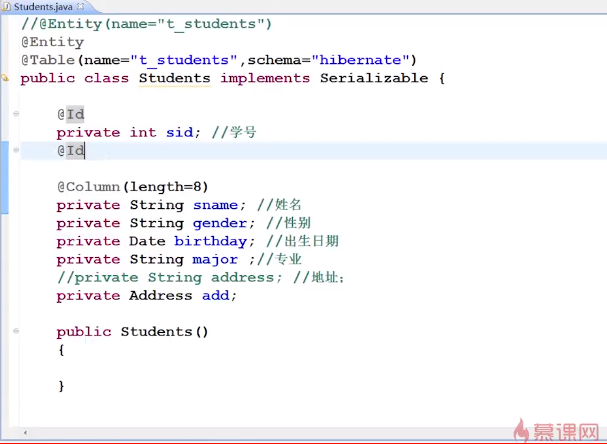 Students.java
//@Entity(name="t_students")
@Entity
@Table(name="t_students",schema="hibernate")
public class Students implements Serializable {
@Id
private int sid; //学号
@Id
@Column(length=8)
private String sname; //姓名
private String gender; //性别
private Date birthday; //出生日期
private String major ;//专业
//private String address; //地址;
private Address add;
public Students()
{
}
慕课网